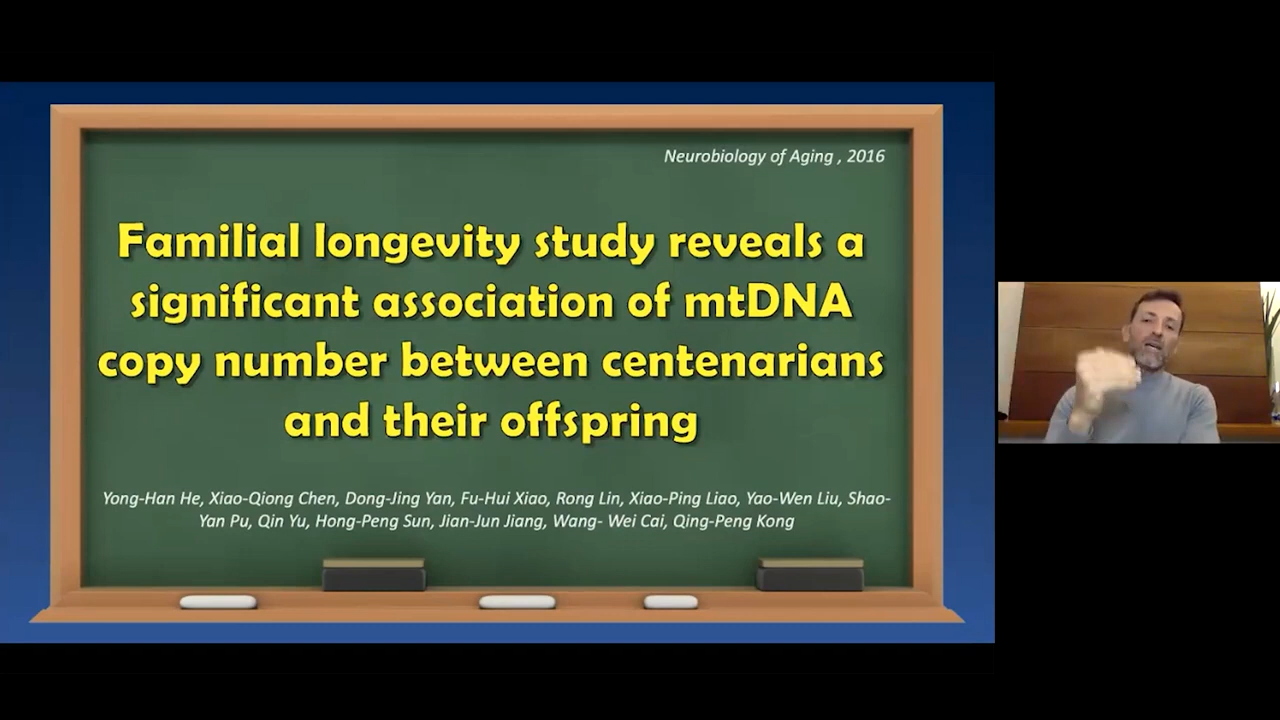 Neurobiology of Aging , 2016
Familial longevity study reveals a
significant association of mtDNA
copy number between centenarians
and their offspring
Yong-Han He, Xiao-Qiong Chen, Dong-Jing Yan, Fu-Hui Xiao, Rong Lin, Xiao-Ping Liao, Yao-Wen Liu, Shao-
Yan Pu, Qin Yu, Hong-Peng Sun, Jian-Jun Jiang, Wang- Wei Cai, Qing-Peng Kong